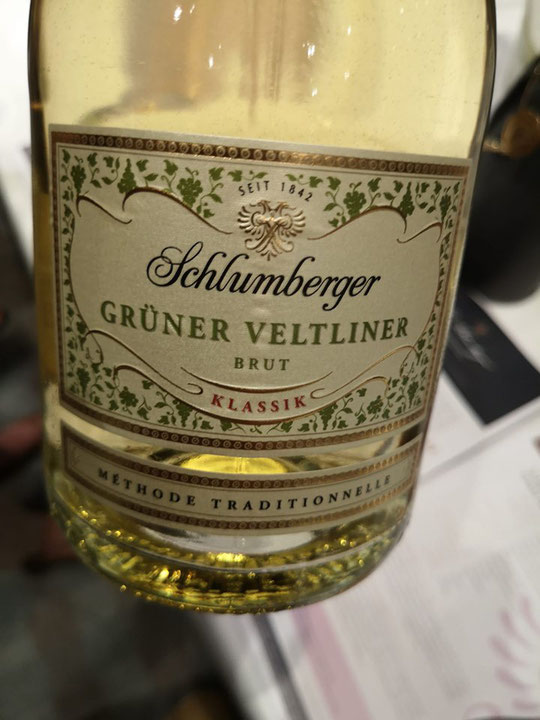 SEIT 1842
Schlumberger
GRÜNER VELTLINER
BRUT
KLASSIK
MÉTHODE TRADITIONNELLE